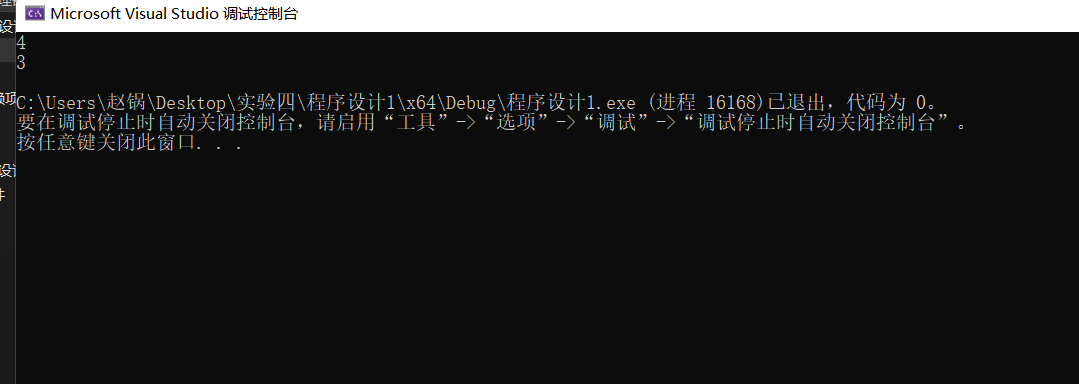 Microsoft Visual Studio 调试控制台
4
3
C:\Users\赵锅\Desktop\实验四\程序设计1\x64\Debug\程序设计1.exe (进程 16168)已退出，代码为 0。
要在调试停止时自动关闭控制台，请启用“工具”->“选项”->“调试”->“调试停止时自动关闭控制台”。
按任意键关闭此窗口. . .